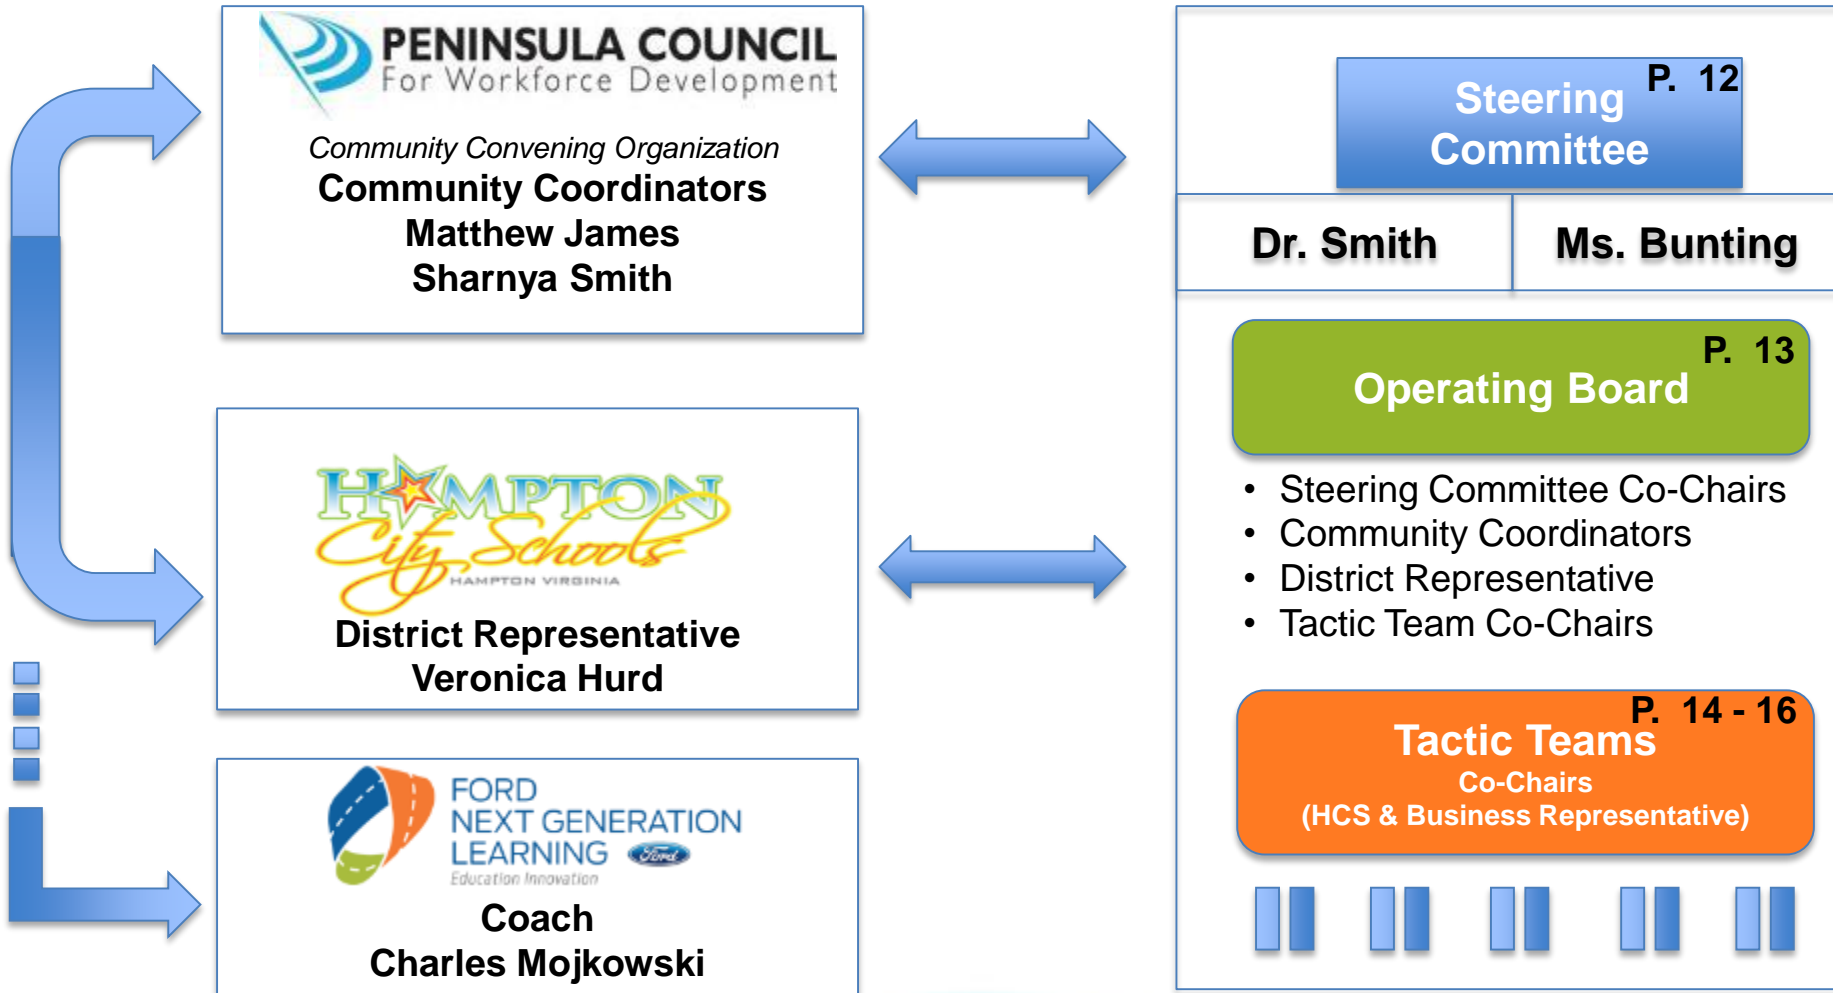 PENINSULA COUNCIL
For Workforce Development
Community Convening Organization
Community Coordinators
Matthew James
Sharnya Smith
HAMPTON
City Schools
HAMPTON VIRGINIA
District Representative
Veronica Hurd
FORD
NEXT GENERATION
LEARNING Ford
Education Innovation
Coach
Charles Mojkowski
P. 12
Steering
Committee
Dr. Smith
Ms. Bunting
P. 13
Operating Board
• Steering Committee Co-Chairs
• Community Coordinators
• District Representative
• Tactic Team Co-Chairs
P. 14 - 16
Tactic Teams
Co-Chairs
(HCS & Business Representative)